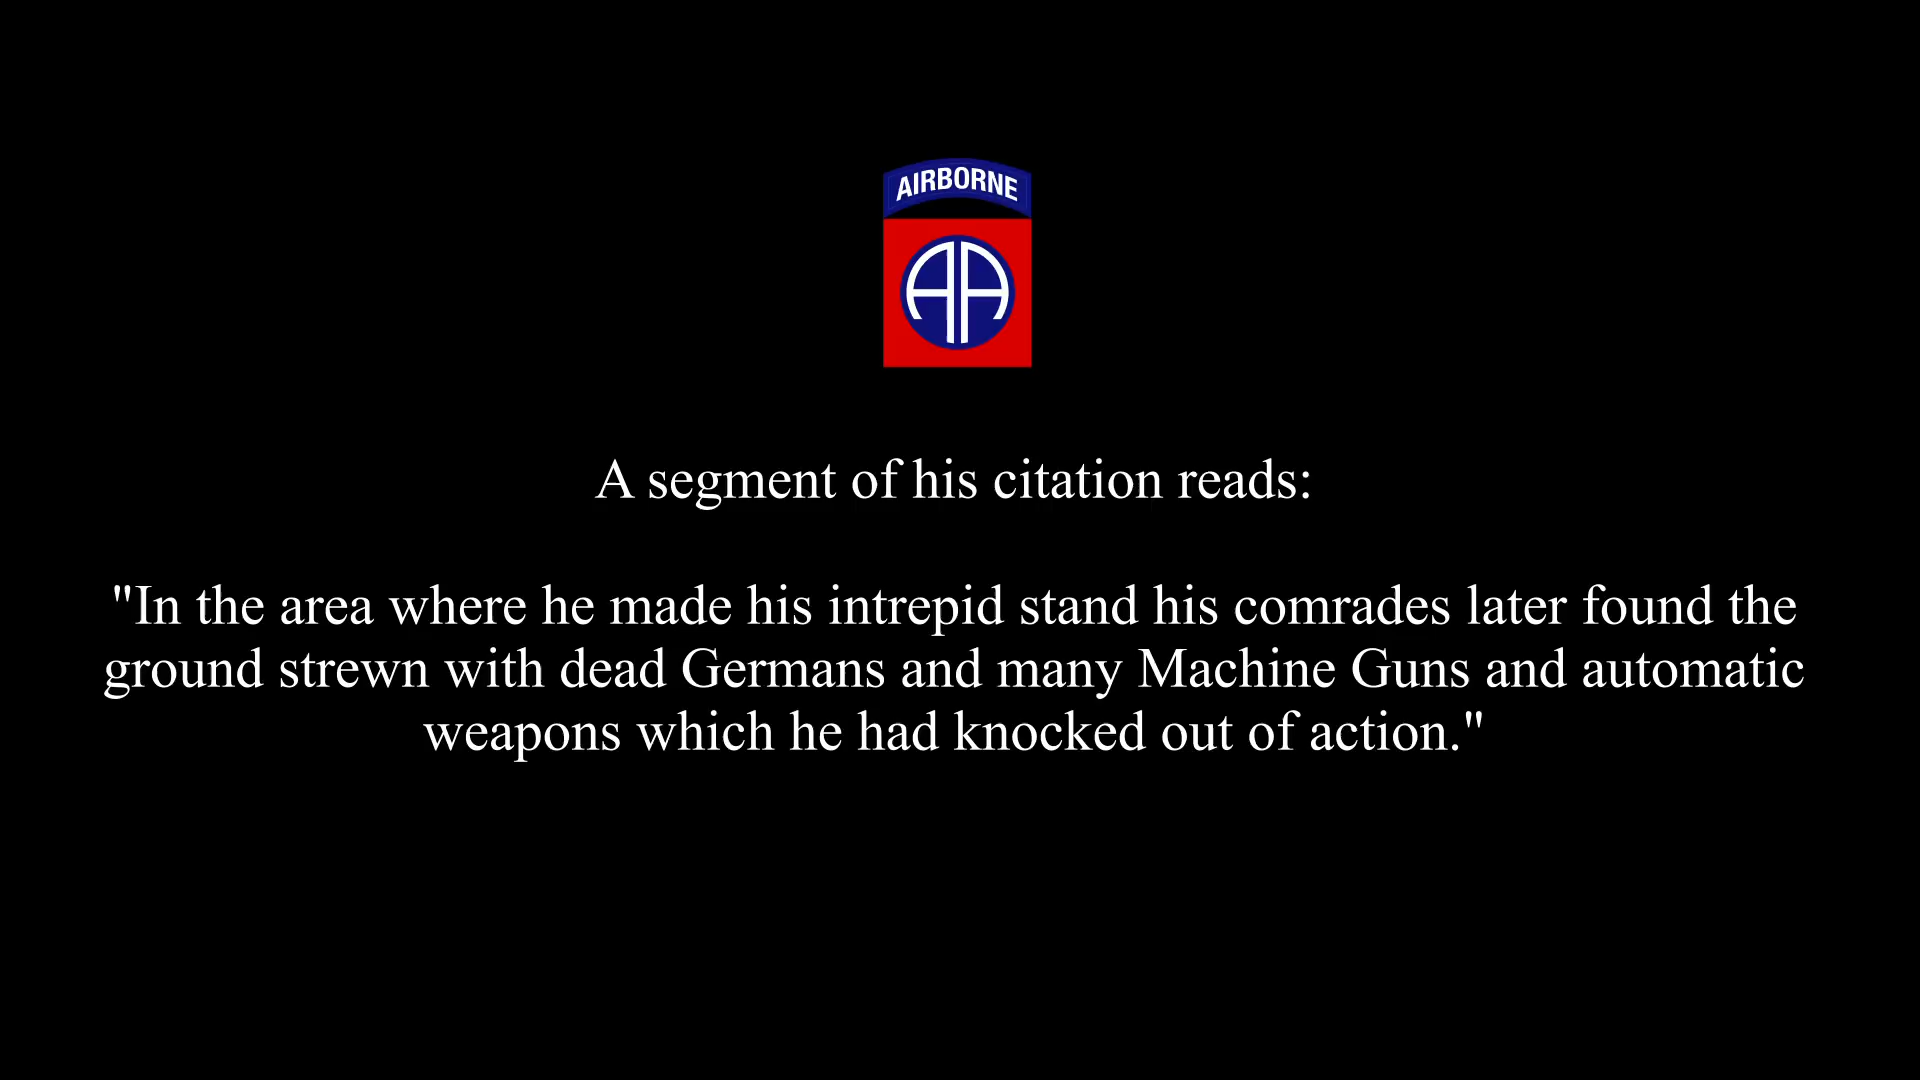 AIRBORNE
AA
A segment of his citation reads:
"In the area where he made his intrepid stand his comrades later found the
ground strewn with dead Germans and many Machine Guns and automatic
weapons which he had knocked out of action."